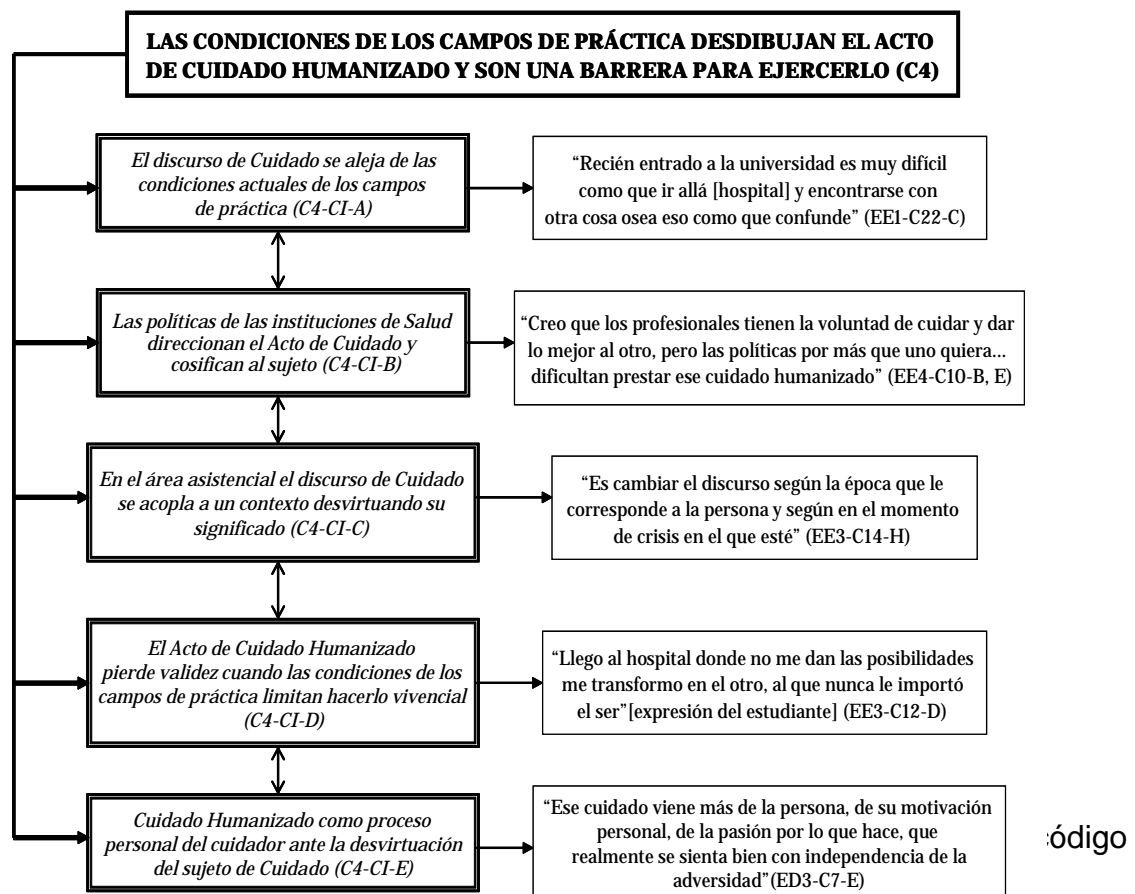 LAS CONDICIONES DE LOS CAMPOS DE PRÁCTICA DESDIBUJAN EL ACTO
DE CUIDADO HUMANIZADO Y SON UNA BARRERA PARA EJERCERLO (C4)
El discurso de Cuidado se aleja de las
condiciones actuales de los campos
de práctica (C4-CI-A)
“Recién entrado a la universidad es muy difícil
como que ir allá [hospital] y encontrarse con
otra cosa osea eso como que confunde” (EE1-C22-C)
Las políticas de las instituciones de Salud
direccionan el Acto de Cuidado y
cosifican al sujeto (C4-CI-B)
“Creo que los profesionales tienen la voluntad de cuidar y dar
lo mejor al otro, pero las políticas por más que uno quiera...
dificultan prestar ese cuidado humanizado” (EE4-C10-B, E)
En el área asistencial el discurso de Cuidado
se acopla a un contexto desvirtuando su
significado (C4-CI-C)
“Es cambiar el discurso según la época que le
corresponde a la persona y según en el momento
de crisis en el que esté” (EE3-C14-H)
El Acto de Cuidado Humanizado
pierde validez cuando las condiciones de los
campos de práctica limitan hacerlo vivencial
(C4-CI-D)
“Llego al hospital donde no me dan las posibilidades
me transformo en el otro, al que nunca le importó
el ser”[expresión del estudiante] (EE3-C12-D)
Cuidado Humanizado como proceso
personal del cuidador ante la desvirtuación
del sujeto de Cuidado (C4-CI-E)
“Ese cuidado viene más de la persona, de su motivación
personal, de la pasión por lo que hace, que
realmente se sienta bien con independencia de la
adversidad”(ED3-C7-E)
ódigo